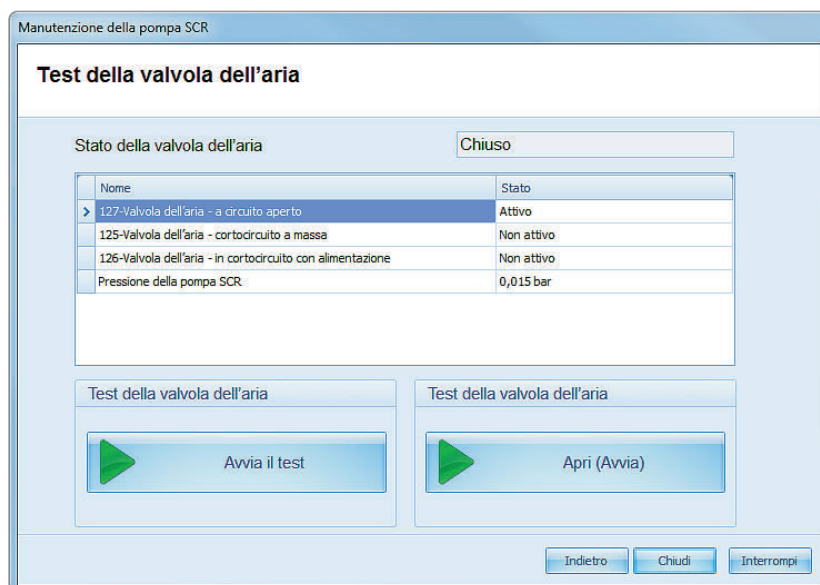 Manutenzione della pompa SCR
Test della valvola dell'aria
Stato della valvola dell'aria Chiuso
Nome Stato
127-Valvola dell'aria - a circuito aperto Attivo
125-Valvola dell'aria - cortocircuito a massa Non attivo
126-Valvola dell'aria - in cortocircuito con alimentazione Non attivo
Pressione della pompa SCR 0,015 bar
Test della valvola dell'aria Test della valvola dell'aria
Avvia il test Apri (Avvia)
Indietro Chiudi Interrompi